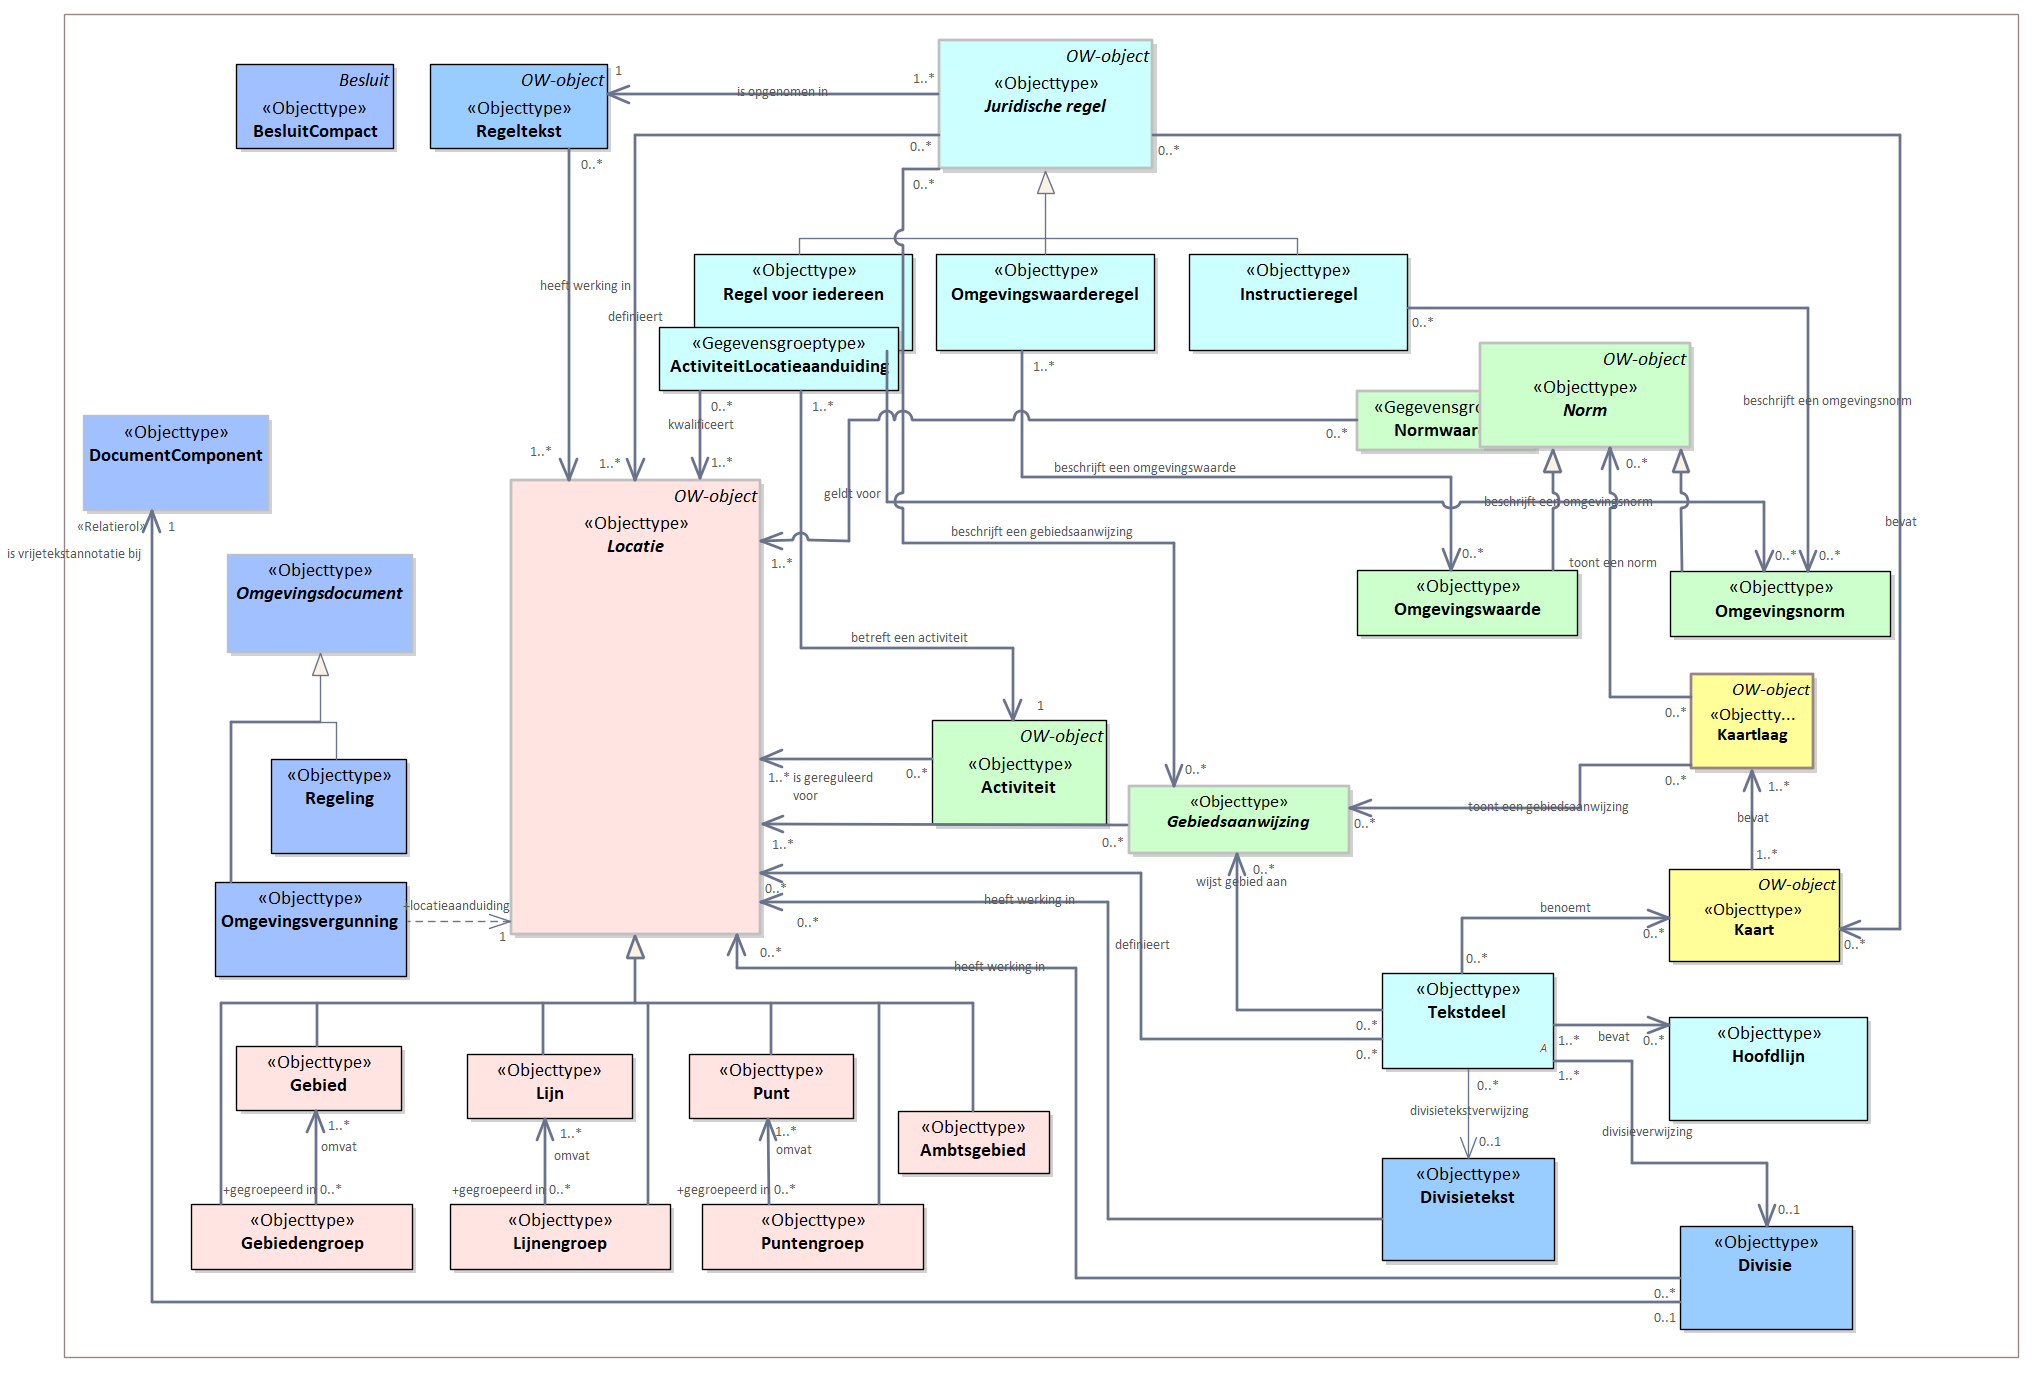 OW-object
«Objecttype»
Juridische regel
Besluit
«Objecttype»
BesluitCompact
OW-object
«Objecttype»
Regeltekst
1
1..*
is opgenomen in
0..*
0..*
0..*
0..*
«Objecttype»
Regel voor iedereen
«Objecttype»
Omgevingswaarderegel
«Objecttype»
Instructieregel
heeft werking in
definieert
0..*
«Gegevensgroeptype»
ActiviteitLocatieaanduiding
1..*
OW-object
«Objecttype»
Norm
«Gegevensgro
Normwaar
beschrijft een omgevingsnorm
0..*
1..*
kwalificeert
0..*
«Objecttype»
DocumentComponent
1..*
1..*
1..*
beschrijft een omgevingswaarde
0..*
OW-object
«Objecttype»
Locatie
geldt voor
beschrijft een omgevingsnorm
bevat
«Relatierol»
1
is vrijetekstannotatie bij
beschrijft een gebiedsaanwijzing
1..*
0..*
toont een norm
0..*
0..*
«Objecttype»
Omgevingsdocument
«Objecttype»
Omgevingswaarde
«Objecttype»
Omgevingsnorm
betreft een activiteit
1
OW-object
«Objecttype»
Activiteit
OW-object
«Objectty...
Kaartlaag
0..*
0..*
1..* is gereguleerd
voor
0..*
0..*
1..*
«Objecttype»
Regeling
«Objecttype»
Gebiedsaanwijzing
toont een gebiedsaanwijzing
0..*
bevat
1..*
0..*
1..*
0..*
wijst gebied aan
0..*
heeft werking in
0..*
«Objecttype»
Omgevingsvergunning
+locatieaanduiding
1
OW-object
«Objecttype»
Kaart
benoemt
0..*
0..*
definieert
0..*
heeft werking in
0..*
«Objecttype»
Tekstdeel
A
0..*
0..*
1..*
bevat
0..*
1..*
«Objecttype»
Hoofdlijn
«Objecttype»
Gebied
«Objecttype»
Lijn
«Objecttype»
Punt
«Objecttype»
Ambtsgebied
0..*
divisietekstverwijzing
0..1
divisieverwijzing
1..*
omvat
1..*
omvat
1..*
omvat
+gegroepeerd in 0..*
+gegroepeerd in 0..*
+gegroepeerd in 0..*
«Objecttype»
Divisietekst
0..1
«Objecttype»
Gebiedengroep
«Objecttype»
Lijnengroep
«Objecttype»
Puntengroep
«Objecttype»
Divisie
0..*
0..1